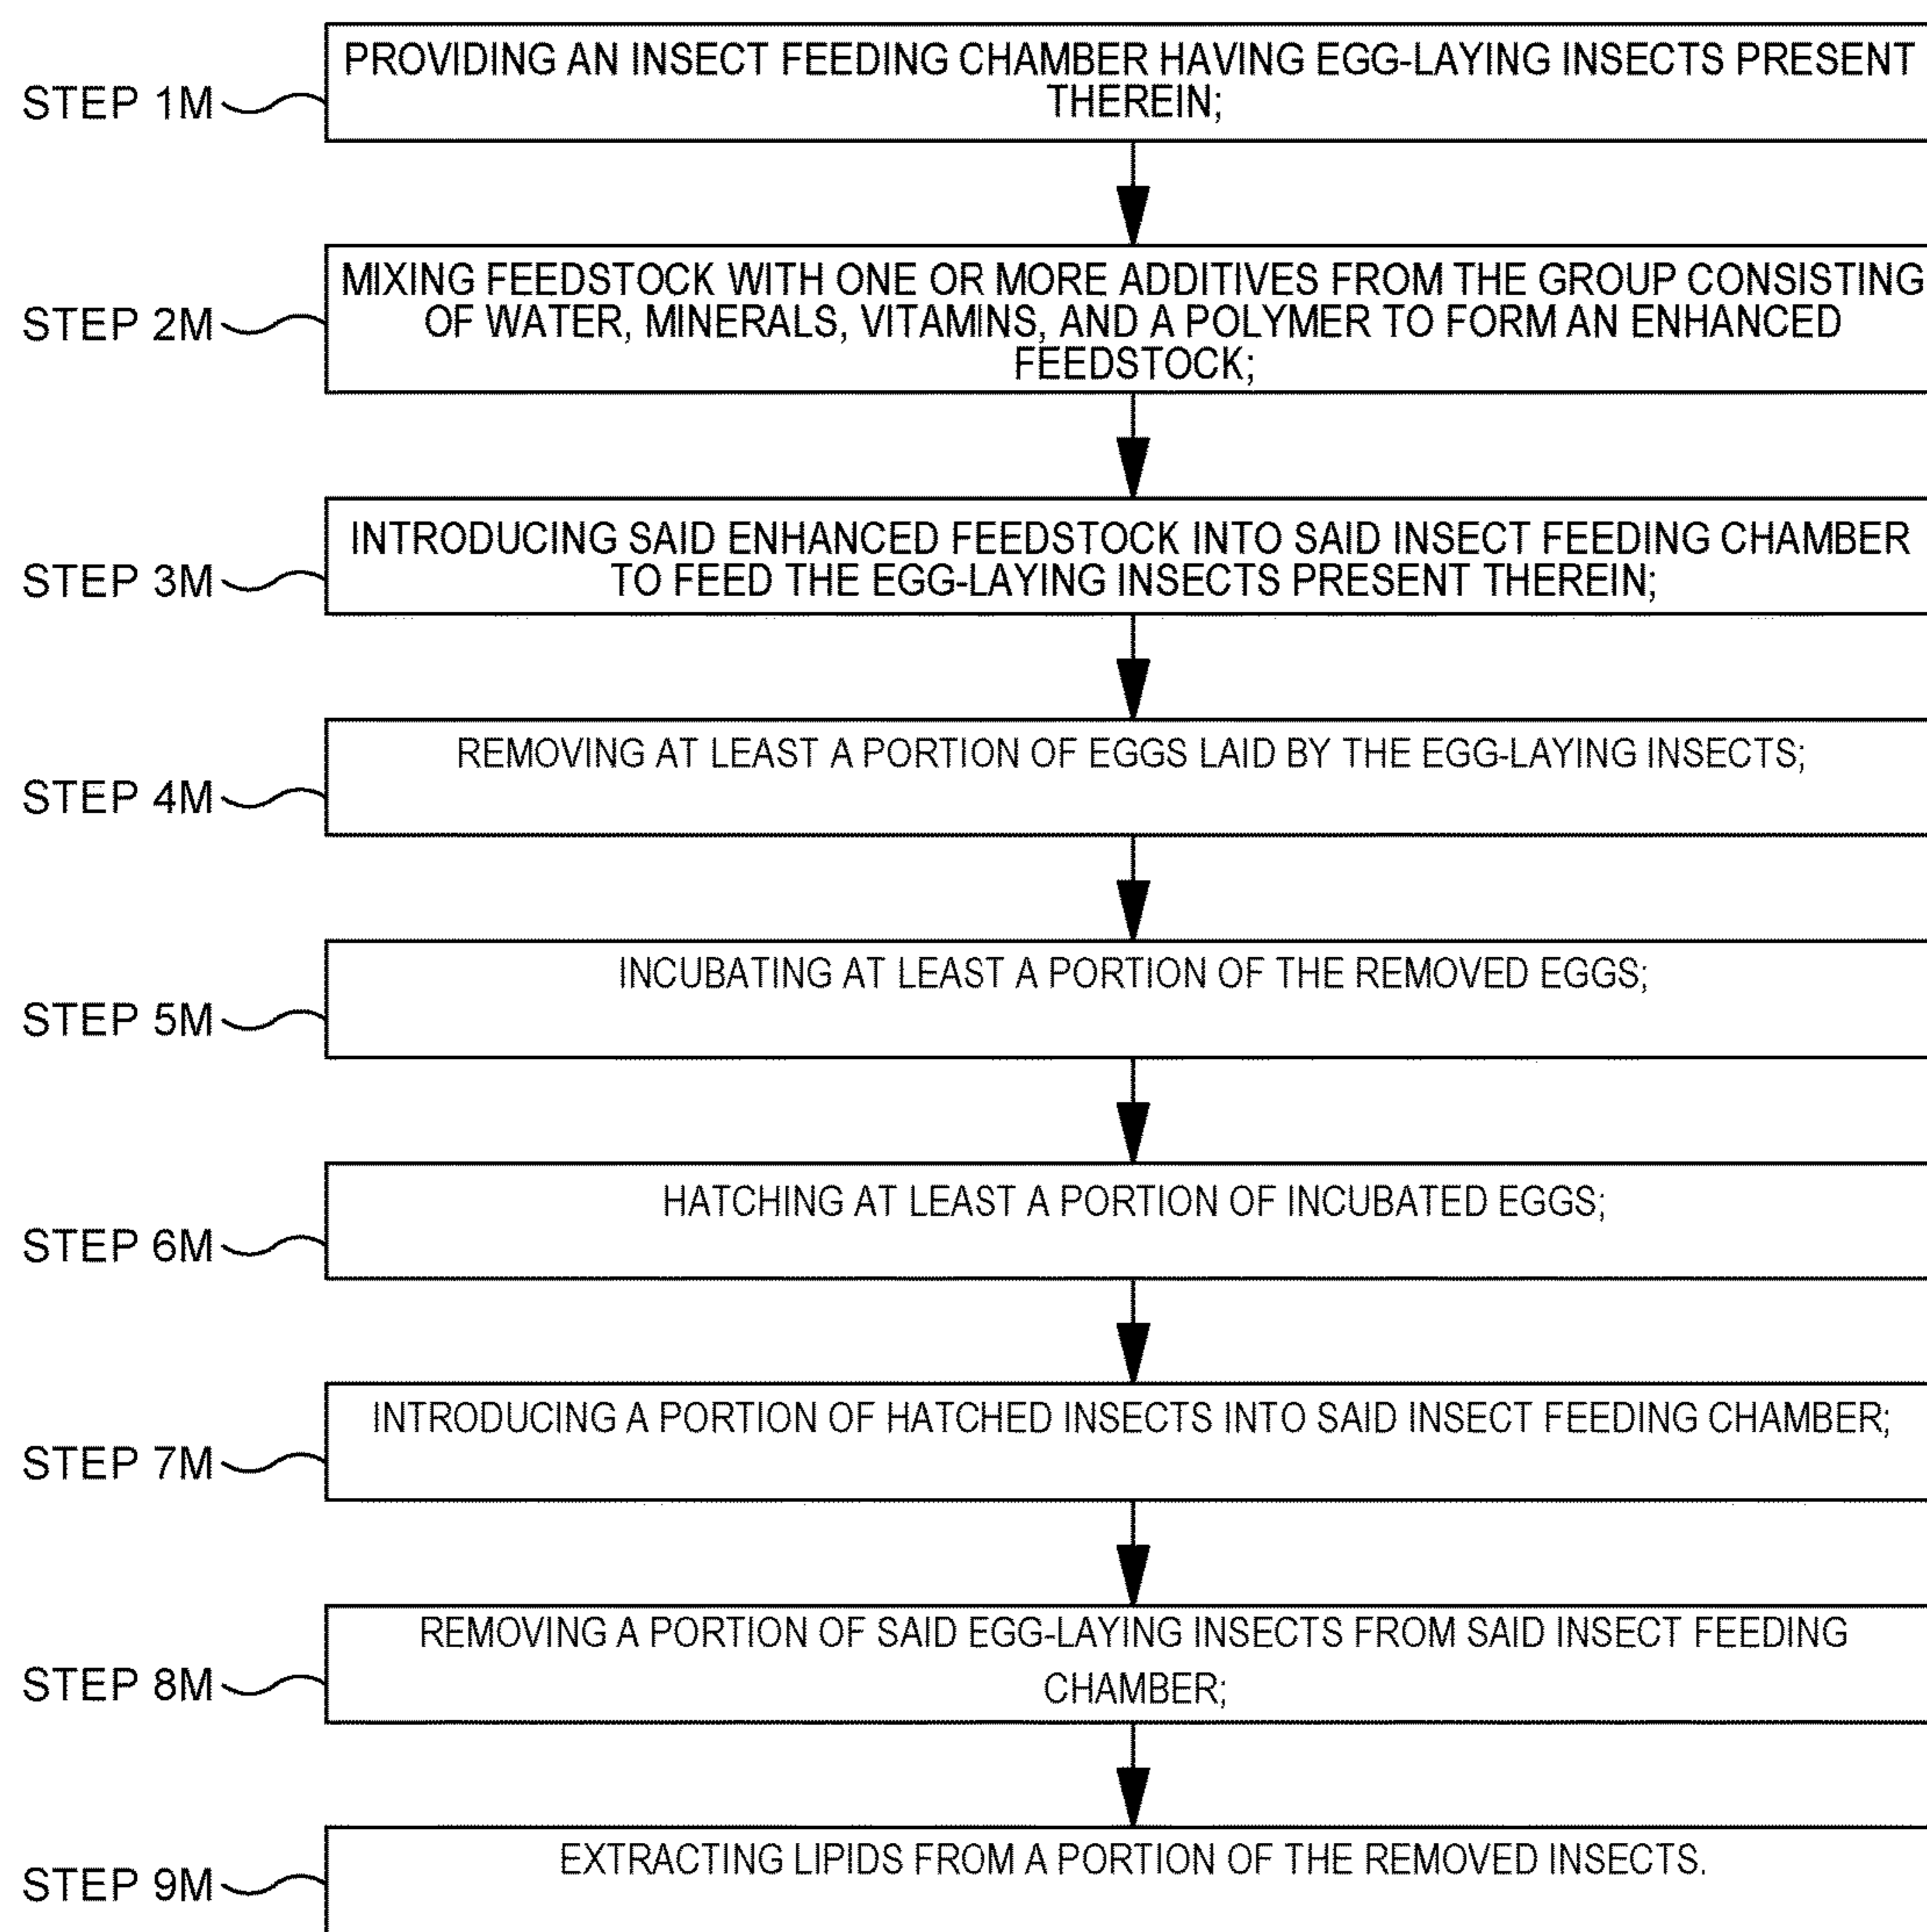 STEP 1M
PROVIDING AN INSECT FEEDING CHAMBER HAVING EGG-LAYING INSECTS PRESENT
THEREIN;
STEP 2M
MIXING FEEDSTOCK WITH ONE OR MORE ADDITIVES FROM THE GROUP CONSISTING
OF WATER, MINERALS, VITAMINS, AND A POLYMER TO FORM AN ENHANCED
FEEDSTOCK;
STEP 3M
INTRODUCING SAID ENHANCED FEEDSTOCK INTO SAID INSECT FEEDING CHAMBER
TO FEED THE EGG-LAYING INSECTS PRESENT THEREIN;
STEP 4M
REMOVING AT LEAST A PORTION OF EGGS LAID BY THE EGG-LAYING INSECTS;
STEP 5M
INCUBATING AT LEAST A PORTION OF THE REMOVED EGGS;
STEP 6M
HATCHING AT LEAST A PORTION OF INCUBATED EGGS;
STEP 7M
INTRODUCING A PORTION OF HATCHED INSECTS INTO SAID INSECT FEEDING CHAMBER;
STEP 8M
REMOVING A PORTION OF SAID EGG-LAYING INSECTS FROM SAID INSECT FEEDING
CHAMBER;
STEP 9M
EXTRACTING LIPIDS FROM A PORTION OF THE REMOVED INSECTS.